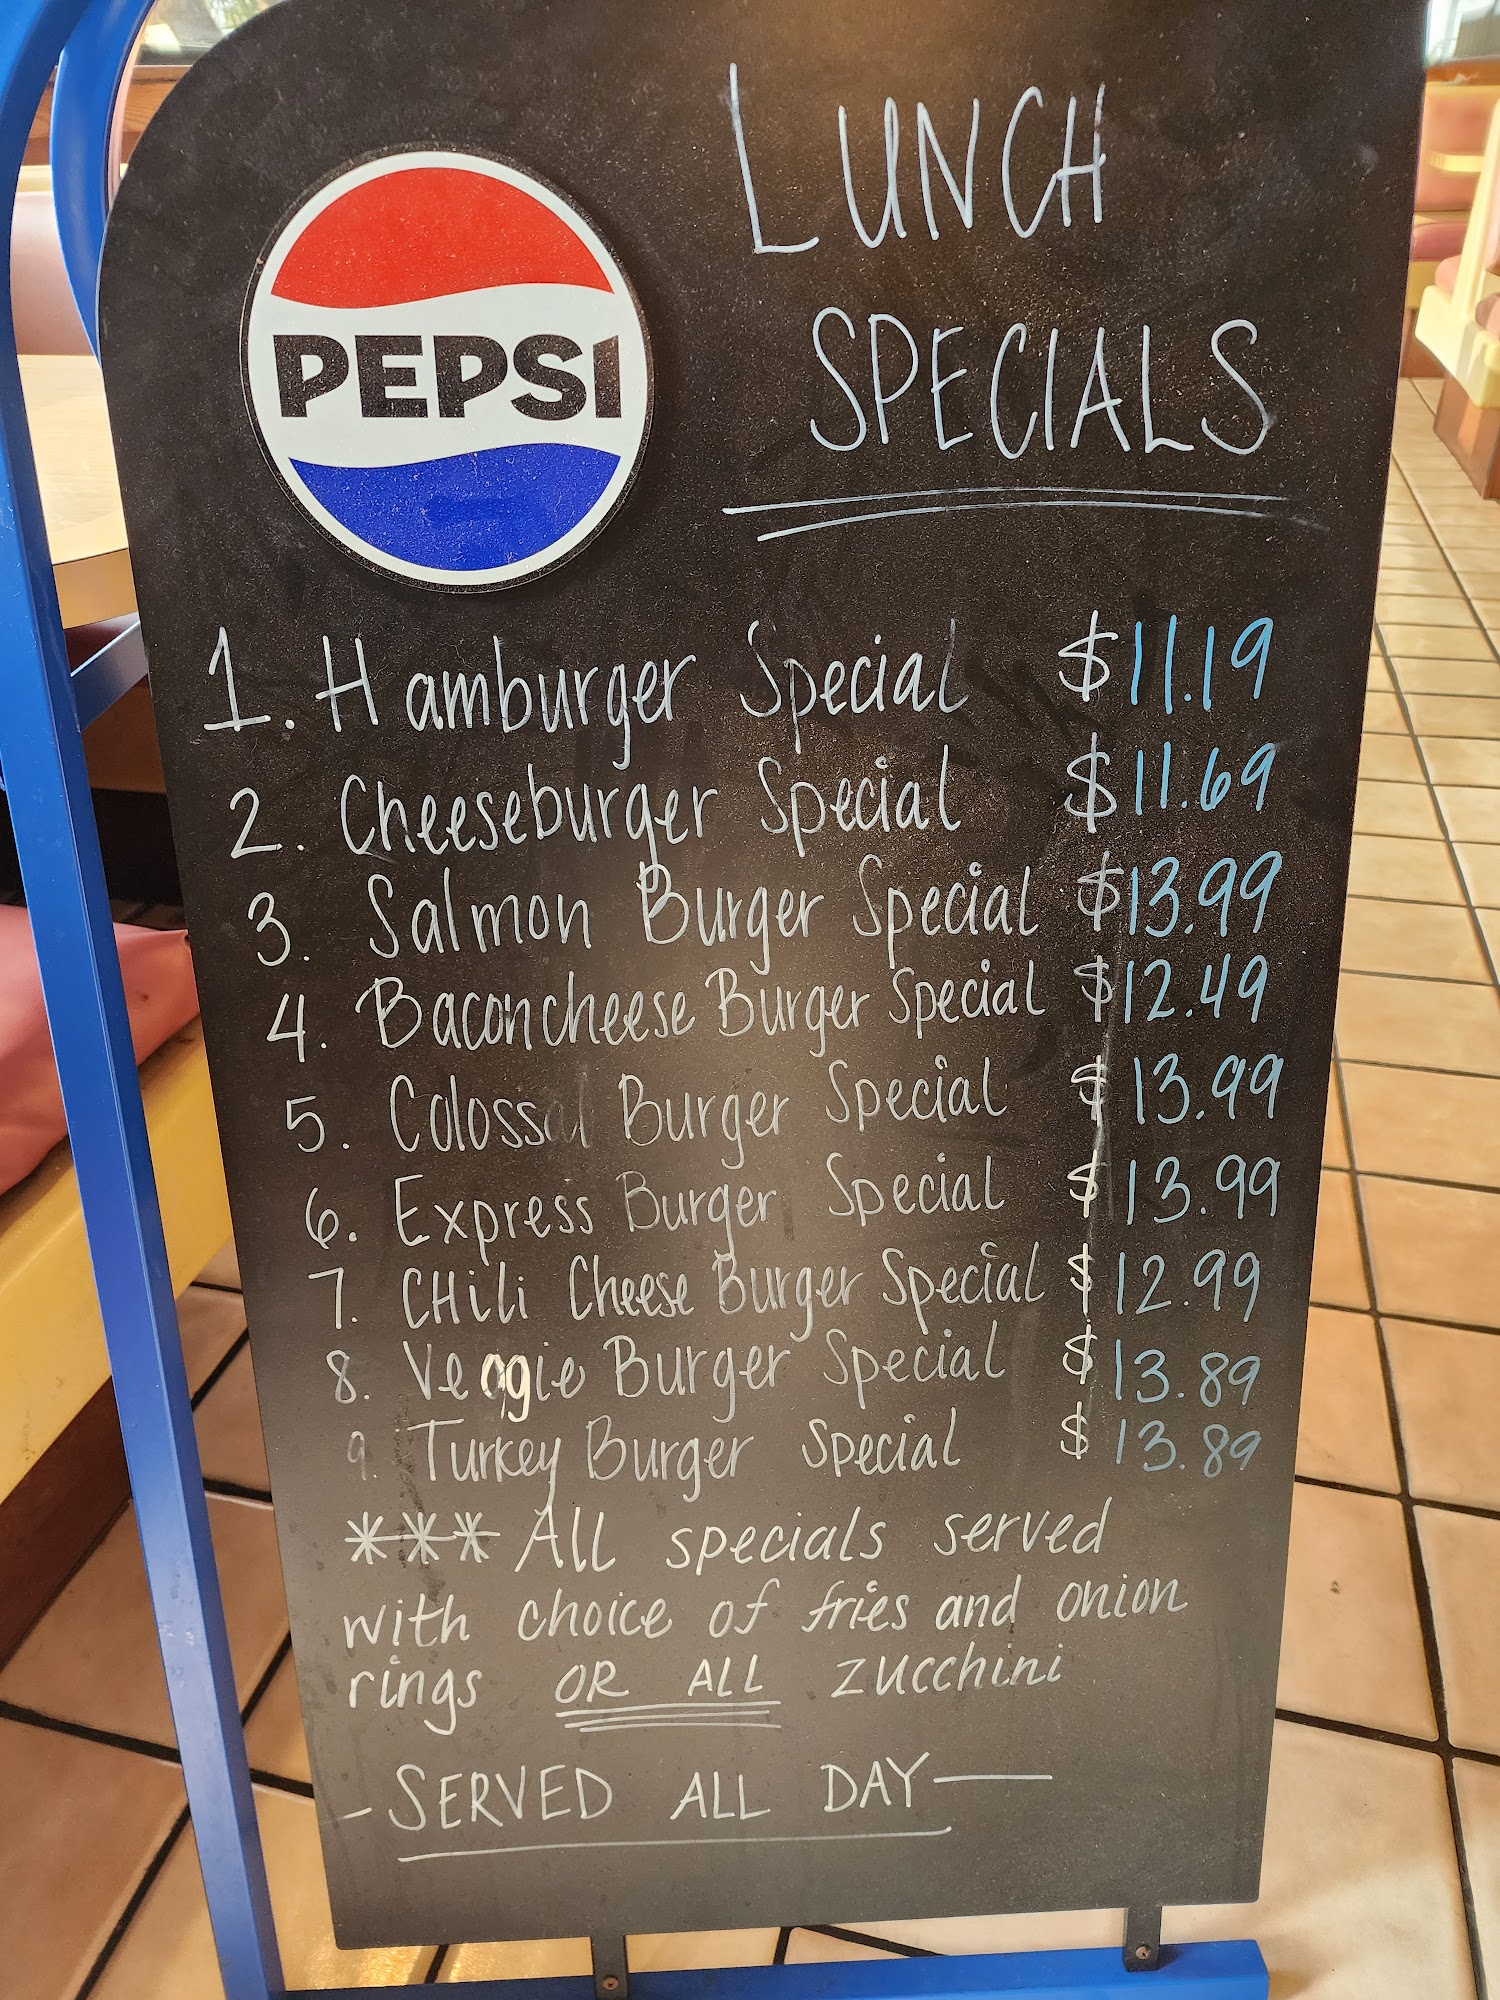 PEPSI
LUNCH
SPECIALS
1. Hamburger Special $11.19
2. Cheeseburger Special $11.69
3. Salmon Burger Special $13.99
4. Baconcheese Burger Special $12.49
5. Colossal Burger Special $13.99
6. Express Burger Special $13.99
7. CHili Cheese Burger Special $12.99
8. Veggie Burger Special $13.89
9. Turkey Burger Special $13.89
*** All specials served
with choice of fries and onion
rings OR ALL zucchini
- SERVED ALL DAY —